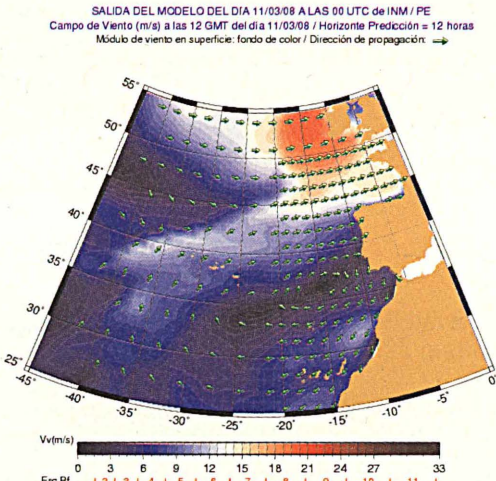 SALIDA DEL MODELO DEL DIA 11/03/08 A LAS 00 UTC de INM / PE
Campo de Viento (m/s) a las 12 GMT del dia 11/03/08 / Horizonte Predicción = 12 horas
Módulo de viento en superficie: fondo de color / Dirección de propagación:
55°
50°
45°
40°
35°
30°
25°
-45° -40° -35° -30° -25° -20° -15° -10° -5°
Vv(m/s)
0 3 6 9 12 15 18 21 24 27 33